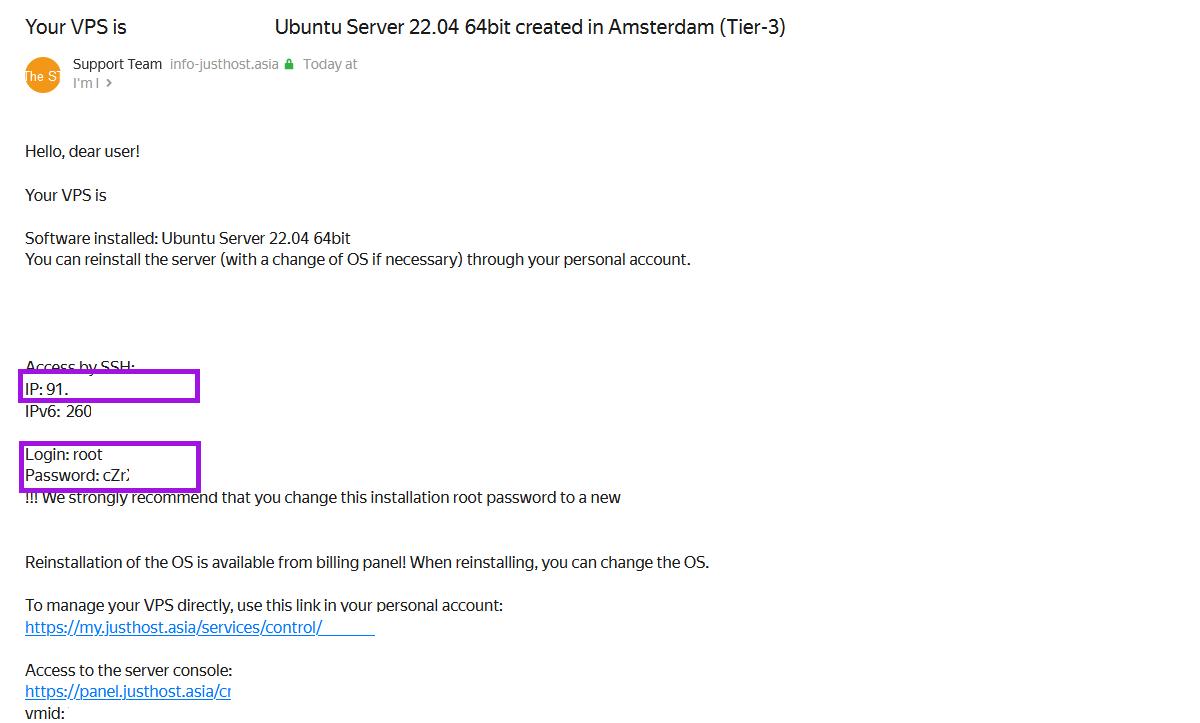 Your VPS is Ubuntu Server 22.04 64bit created in Amsterdam (Tier-3)
The S
Support Team info-justhost.asia Today at
I'm I
Hello, dear user!
Your VPS is
Software installed: Ubuntu Server 22.04 64bit
You can reinstall the server (with a change of OS if necessary) through your personal account.
Access by SSH:
IP: 91.
IPv6: 260
Login: root
Password: cZr
!!! We strongly recommend that you change this installation root password to a new
Reinstallation of the OS is available from billing panel! When reinstalling, you can change the OS.
To manage your VPS directly, use this link in your personal account:
https://my.justhost.asia/services/control/
Access to the server console:
https://panel.justhost.asia/cr
vmid: